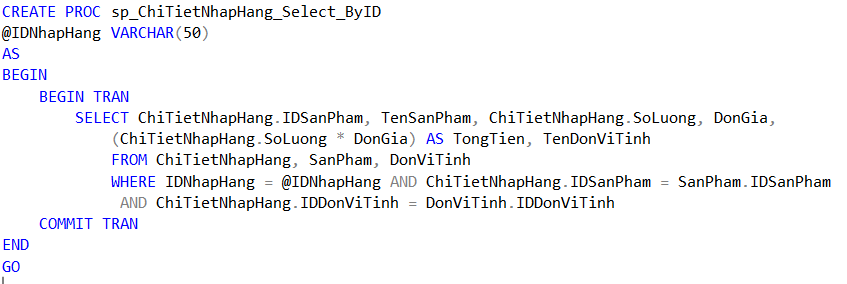 CREATE PROC sp_ChiTietNhapHang_Select_ByID
@IDNhapHang VARCHAR(50)
AS
BEGIN
    BEGIN TRAN
        SELECT ChiTietNhapHang.IDSanPham, TenSanPham, ChiTietNhapHang.SoLuong, DonGia,
            (ChiTietNhapHang.SoLuong * DonGia) AS TongTien, TenDonViTinh
            FROM ChiTietNhapHang, SanPham, DonViTinh
            WHERE IDNhapHang = @IDNhapHang AND ChiTietNhapHang.IDSanPham = SanPham.IDSanPham
             AND ChiTietNhapHang.IDDonViTinh = DonViTinh.IDDonViTinh
    COMMIT TRAN
END
GO